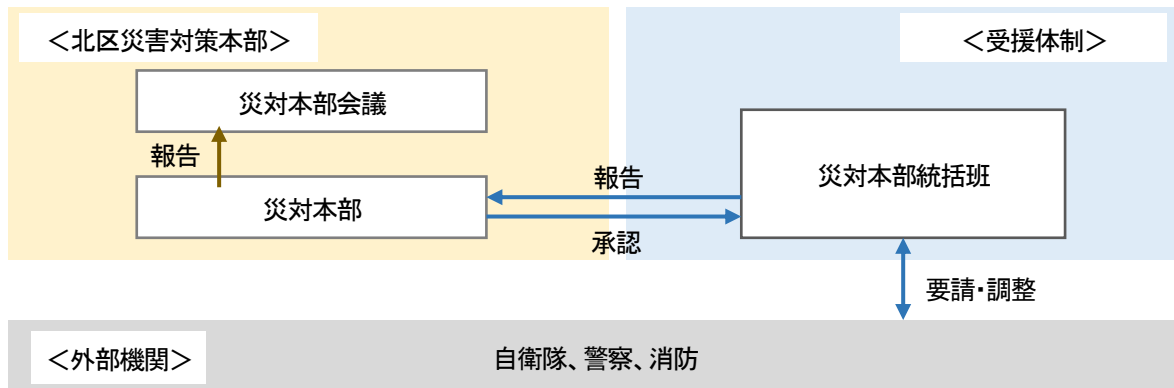 ＜北区災害対策本部＞
＜受援体制＞
災対本部会議
報告
災対本部
報告
承認
災対本部統括班
要請・調整
＜外部機関＞
自衛隊、警察、消防